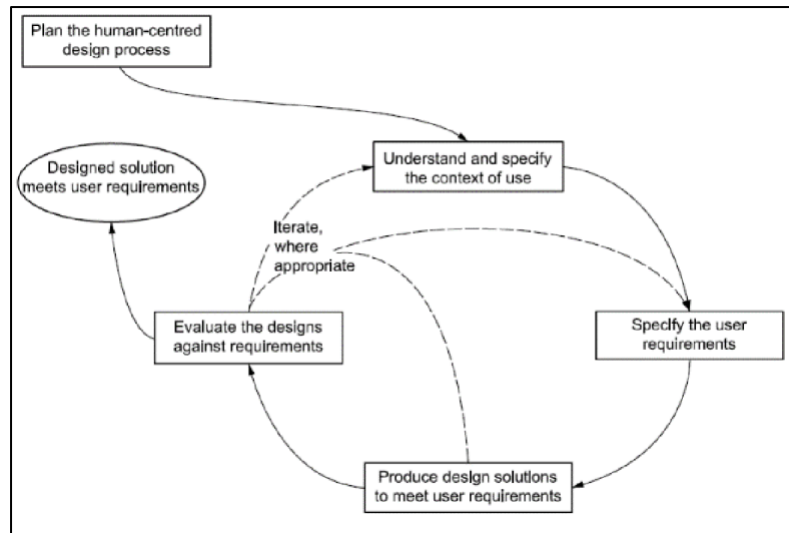 Plan the human-centred
design process
Understand and specify
the context of use
Designed solution
meets user requirements
Iterate,
where
appropriate
Evaluate the designs
against requirements
Specify the user
requirements
Produce design solutions
to meet user requirements